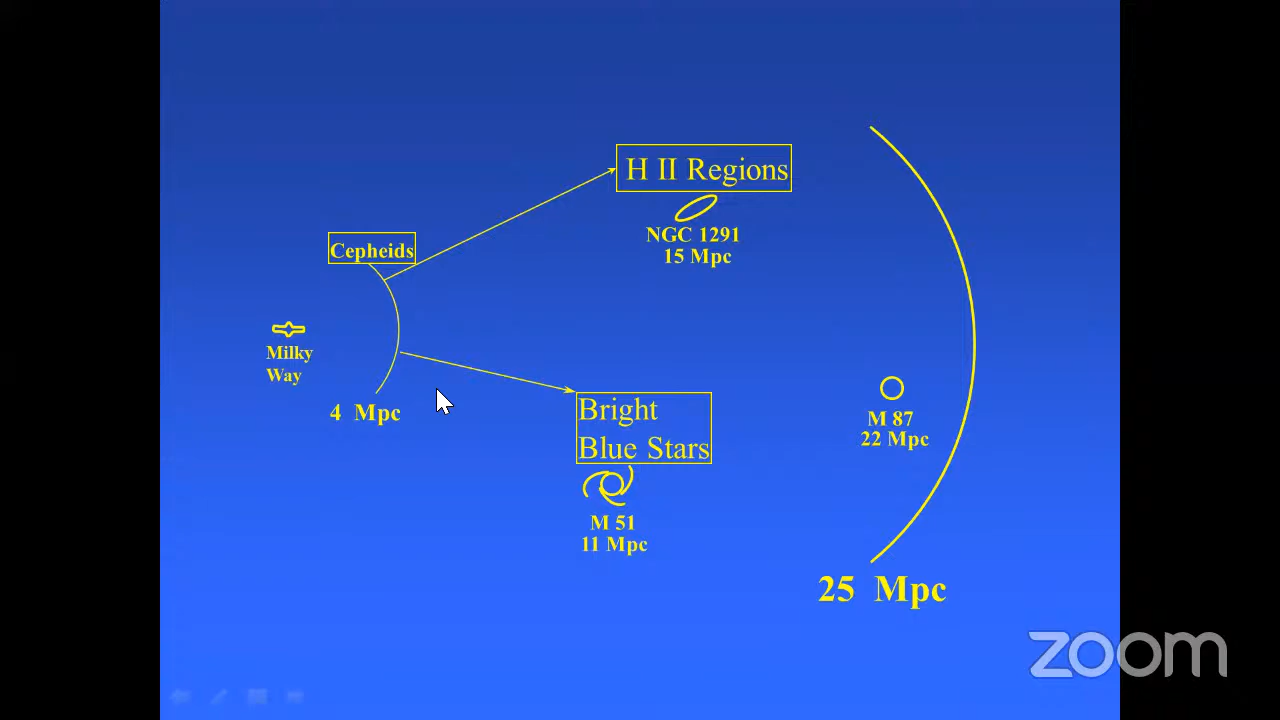 H II Regions
NGC 1291
15 Mpc
Cepheids
Milky
Way
4 Mpc
Bright
Blue Stars
M 51
11 Mpc
M 87
22 Mpc
25 Mpc
zoom